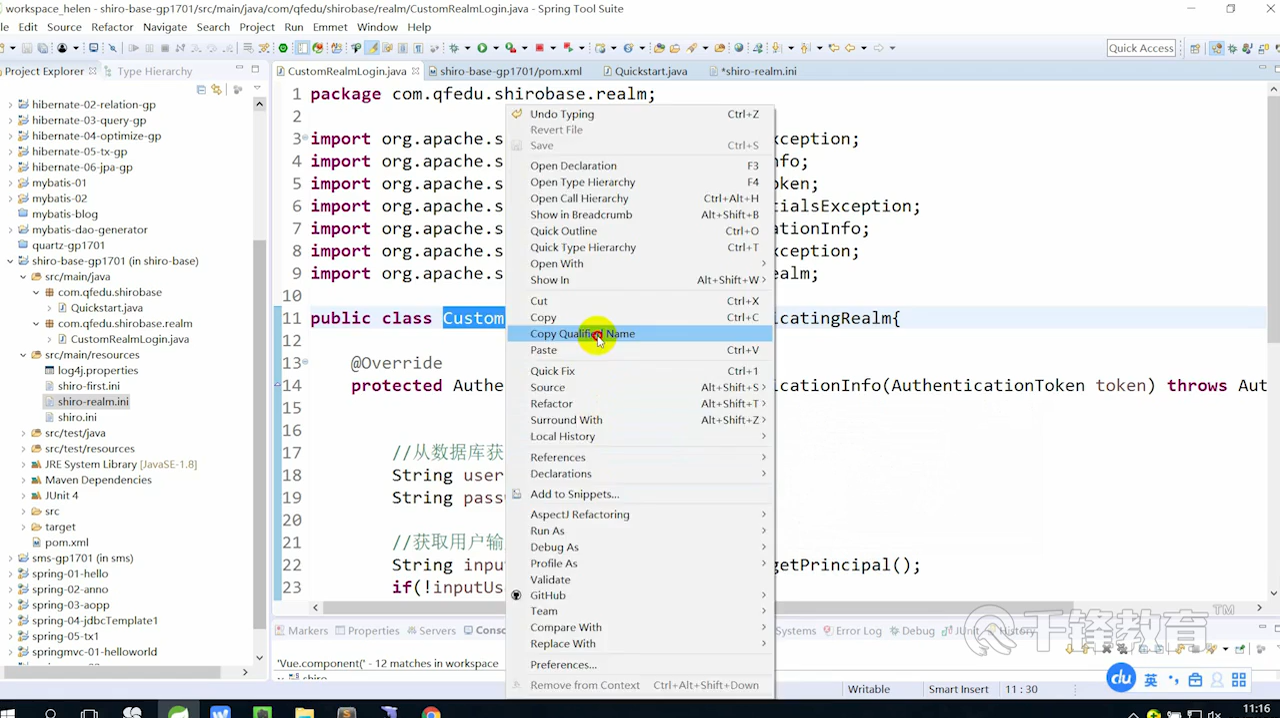 workspace_helen - shiro-base-gp1701/src/main/java/com/qfedu/shirobase/realm/CustomRealmLogin.java - Spring Tool Suite
Edit Source Refactor Navigate Search Project Run Emmet Window Help
Quick Access
Project Explorer Type Hierarchy
CustomRealmLogin.java shiro-base-gp1701/pom.xml Quickstart.java *shiro-realm.ini
hibernate-02-relation-gp
hibernate-03-query-gp
hibernate-04-optimize-gp
hibernate-05-tx-gp
hibernate-06-jpa-gp
mybatis-01
mybatis-02
mybatis-blog
mybatis-dao-generator
quartz-gp1701
shiro-base-gp1701 (in shiro-base)
src/main/java
com.qfedu.shirobase
Quickstart.java
com.qfedu.shirobase.realm
CustomRealmLogin.java
src/main/resources
log4j.properties
shiro-first.ini
shiro-realm.ini
shiro.ini
src/test/java
src/test/resources
JRE System Library [JavaSE-1.8]
Maven Dependencies
JUnit 4
src
target
pom.xml
sms-gp1701 (in sms)
spring-01-hello
spring-02-anno
spring-03-aopp
spring-04-jdbcTemplate1
spring-05-tx1
springmvc-01-helloworld
1 package com.qfedu.shirobase.realm;
2
3 import org.apache.s xception;
4 import org.apache.s nfo;
5 import org.apache.s oken;
6 import org.apache.s tialsException;
7 import org.apache.s ationInfo;
8 import org.apache.s xception;
9 import org.apache.s ealm;
10
11 public class Custom icatingRealm{
12
13 @Override
14 protected Authe icationInfo(AuthenticationToken token) throws Aut
15
16
17 //从数据库获
18 String user
19 String pass
20
21 //获取用户输
22 String inpu getPrincipal();
23 if(!inputUs
Undo Typing Ctrl+Z
Revert File
Save Ctrl+S
Open Declaration F3
Open Type Hierarchy F4
Open Call Hierarchy Ctrl+Alt+H
Show in Breadcrumb Alt+Shift+B
Quick Outline Ctrl+O
Quick Type Hierarchy Ctrl+T
Open With
Show In Alt+Shift+W
Cut Ctrl+X
Copy Ctrl+C
Copy Qualified Name
Paste Ctrl+V
Quick Fix Ctrl+1
Source Alt+Shift+S
Refactor Alt+Shift+T
Surround With Alt+Shift+Z
Local History
References
Declarations
Add to Snippets...
AspectJ Refactoring
Run As
Debug As
Profile As
Validate
GitHub
Team
Compare With
Replace With
Preferences...
Remove from Context Ctrl+Alt+Shift+Down
Markers Properties Servers Conso Systems Error Log Debug JUnit History
'Vue.component(' - 12 matches in workspace
shiro
千锋教育 TM
du 英
Writable Smart Insert 11 : 30
11:16